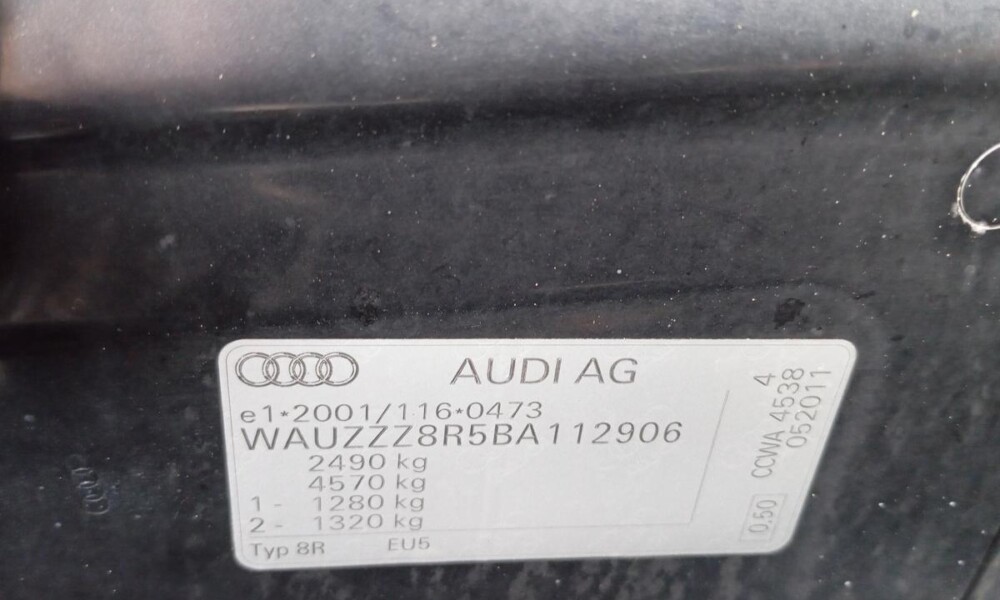 AUDI AG
e1*2001/116*0473
WAUZZZ8R5BA112906
2490 kg
4570 kg
1 - 1280 kg
2 - 1320 kg
Typ 8R EU5
4
CCWA 4538
052011
0.50